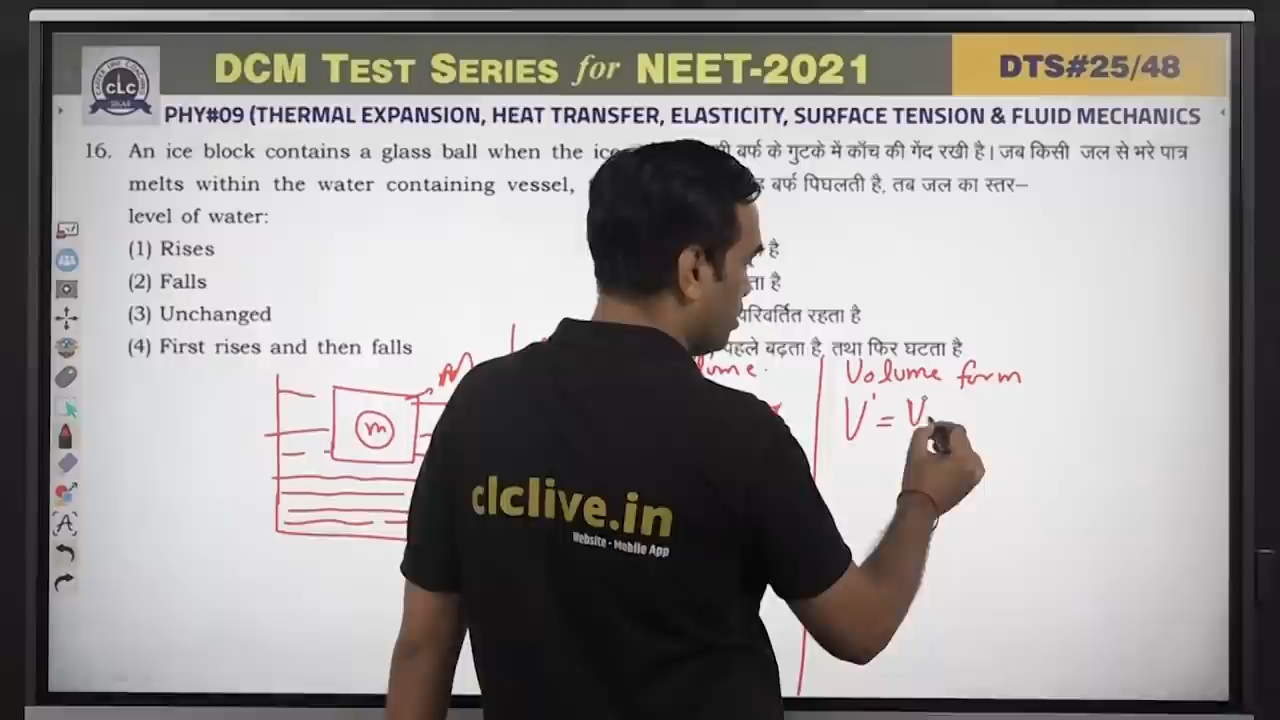 DCM TEST SERIES for NEET-2021
DTS#25/48
CLC
PHY#09 (THERMAL EXPANSION, HEAT TRANSFER, ELASTICITY, SURFACE TENSION & FLUID MECHANICS
16. An ice block contains a glass ball when the ice
melts within the water containing vessel,
level of water:
(1) Rises
(2) Falls
(3) Unchanged
(4) First rises and then falls
बर्फ के गुटके में काँच की गेंद रखी है। जब किसी जल से भरे पात्र
बर्फ पिघलती है, तब जल का स्तर–
है
है
रहता है
पहले बढ़ता है, तथा फिर घटता है
M
m
Volume form
V' = V
clclive.in
Website - Mobile App